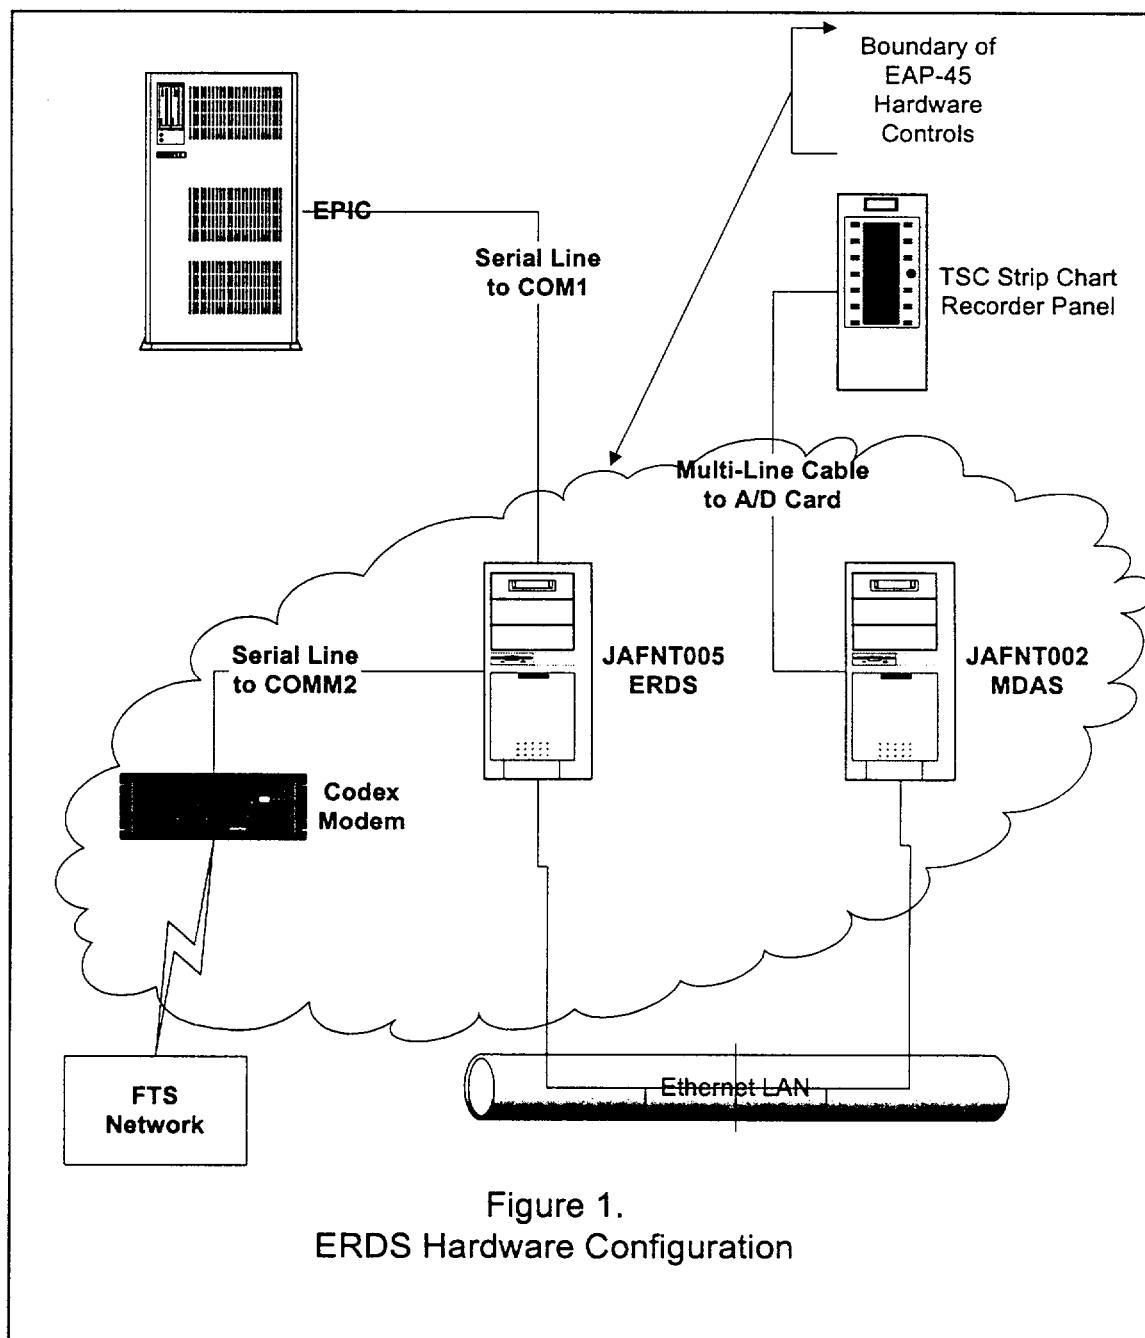 Boundary of
EAP-45
Hardware
Controls
EPIC
Serial Line
to COM1
TSC Strip Chart
Recorder Panel
Multi-Line Cable
to A/D Card
Serial Line
to COMM2
JAFNT005
ERDS
JAFNT002
MDAS
Codex
Modem
FTS
Network
Ethernet LAN
Figure 1.
ERDS Hardware Configuration